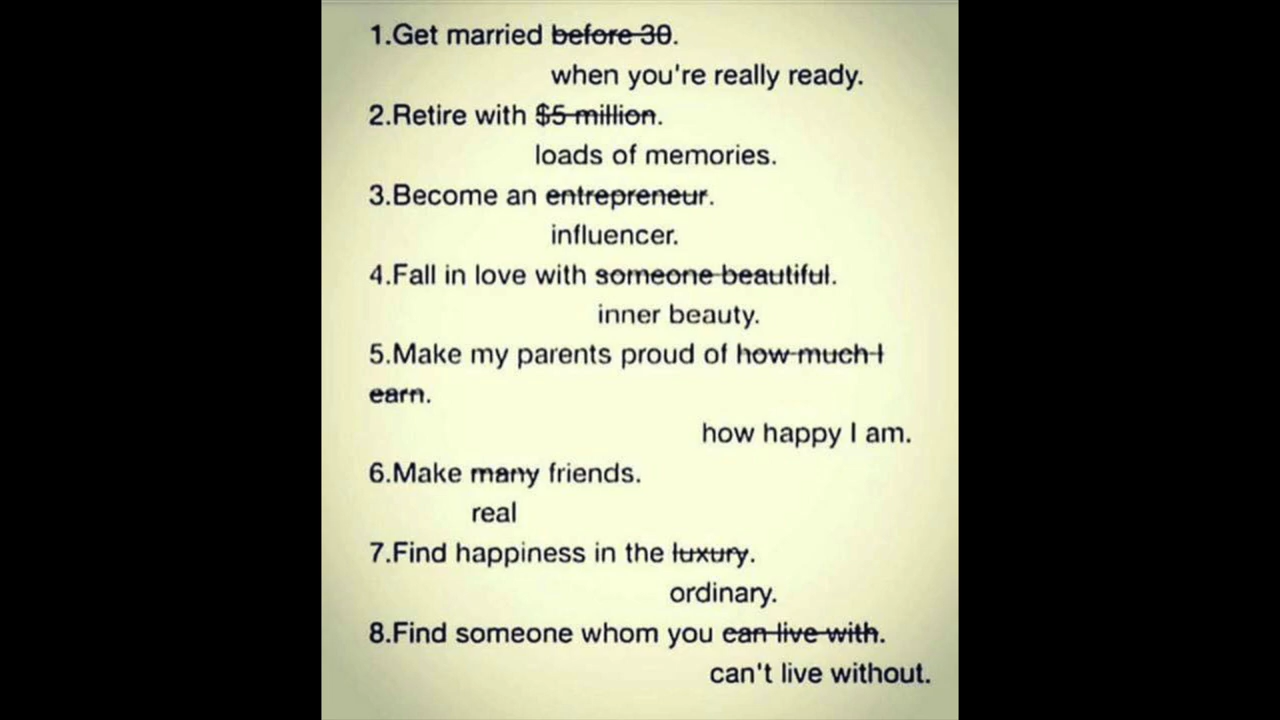 1.Get married before 30.
when you're really ready.
2.Retire with $5 million.
loads of memories.
3.Become an entrepreneur.
influencer.
4.Fall in love with someone beautiful.
inner beauty.
5.Make my parents proud of how much I
earn.
how happy I am.
6.Make many friends.
real
7.Find happiness in the luxury.
ordinary.
8.Find someone whom you can live with.
can't live without.